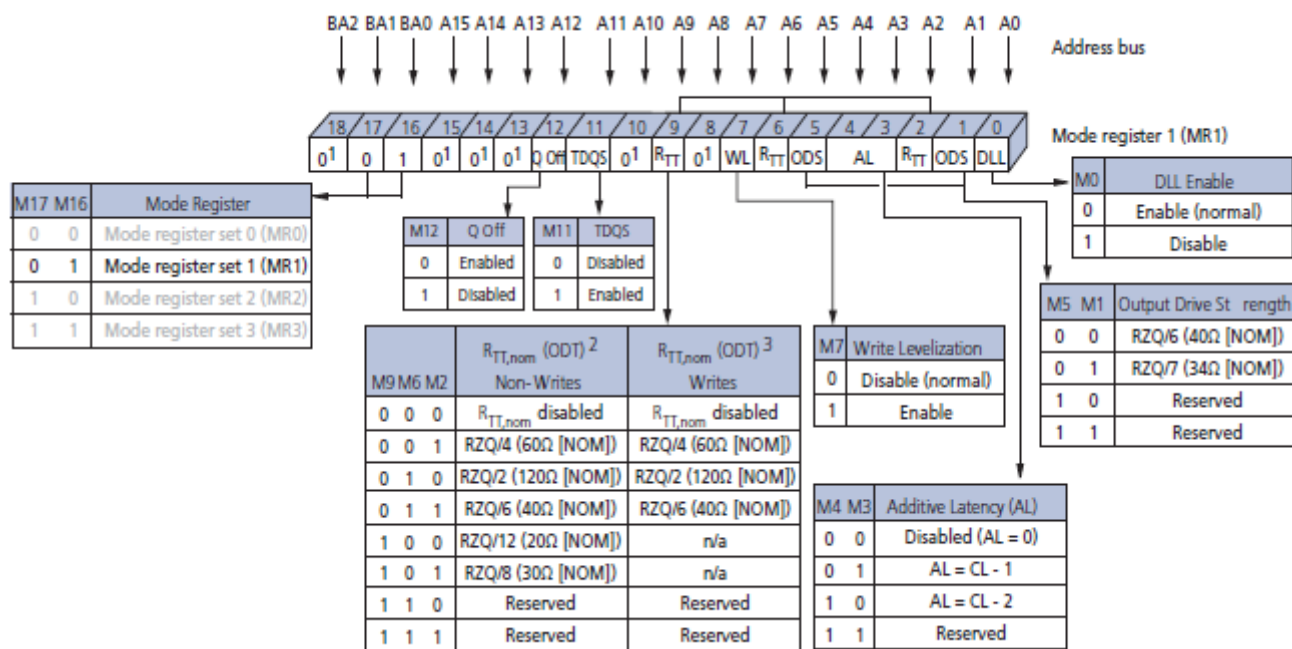 BA2 BA1 BA0 A15 A14 A13 A12 A11 A10 A9 A8 A7 A6 A5 A4 A3 A2 A1 A0
Address bus
18 17 16 15 14 13 12 11 10 9 8 7 6 5 4 3 2 1 0
Mode register 1 (MR1)
0¹ 0 1 0¹ 0¹ 0¹ Q Off TDQS 0¹ RTT 0¹ WL RTT ODS AL RTT ODS DLL
M17 M16 Mode Register
0 0 Mode register set 0 (MR0)
0 1 Mode register set 1 (MR1)
1 0 Mode register set 2 (MR2)
1 1 Mode register set 3 (MR3)
M12 Q Off
0 Enabled
1 Disabled
M11 TDQS
0 Disabled
1 Enabled
M0 DLL Enable
0 Enable (normal)
1 Disable
M5 M1 Output Drive St rength
0 0 RZQ/6 (40Ω [NOM])
0 1 RZQ/7 (34Ω [NOM])
1 0 Reserved
1 1 Reserved
RTT,nom (ODT) ² RTT,nom (ODT) ³
M9 M6 M2 Non-Writes Writes
0 0 0 RTT,nom disabled RTT,nom disabled
0 0 1 RZQ/4 (60Ω [NOM]) RZQ/4 (60Ω [NOM])
0 1 0 RZQ/2 (120Ω [NOM]) RZQ/2 (120Ω [NOM])
0 1 1 RZQ/6 (40Ω [NOM]) RZQ/6 (40Ω [NOM])
1 0 0 RZQ/12 (20Ω [NOM]) n/a
1 0 1 RZQ/8 (30Ω [NOM]) n/a
1 1 0 Reserved Reserved
1 1 1 Reserved Reserved
M7 Write Levelization
0 Disable (normal)
1 Enable
M4 M3 Additive Latency (AL)
0 0 Disabled (AL = 0)
0 1 AL = CL - 1
1 0 AL = CL - 2
1 1 Reserved